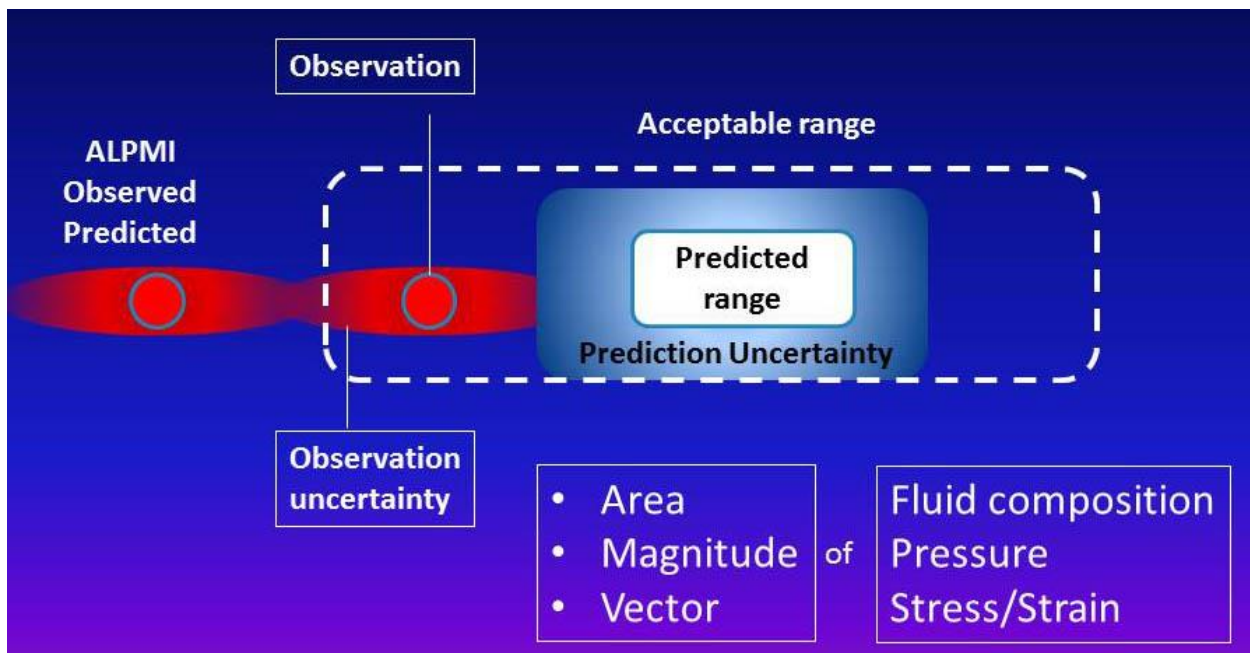 Observation
Acceptable range
ALPMI
Observed
Predicted
Predicted
range
Prediction Uncertainty
Observation
uncertainty
• Area
• Magnitude
• Vector
of
Fluid composition
Pressure
Stress/Strain